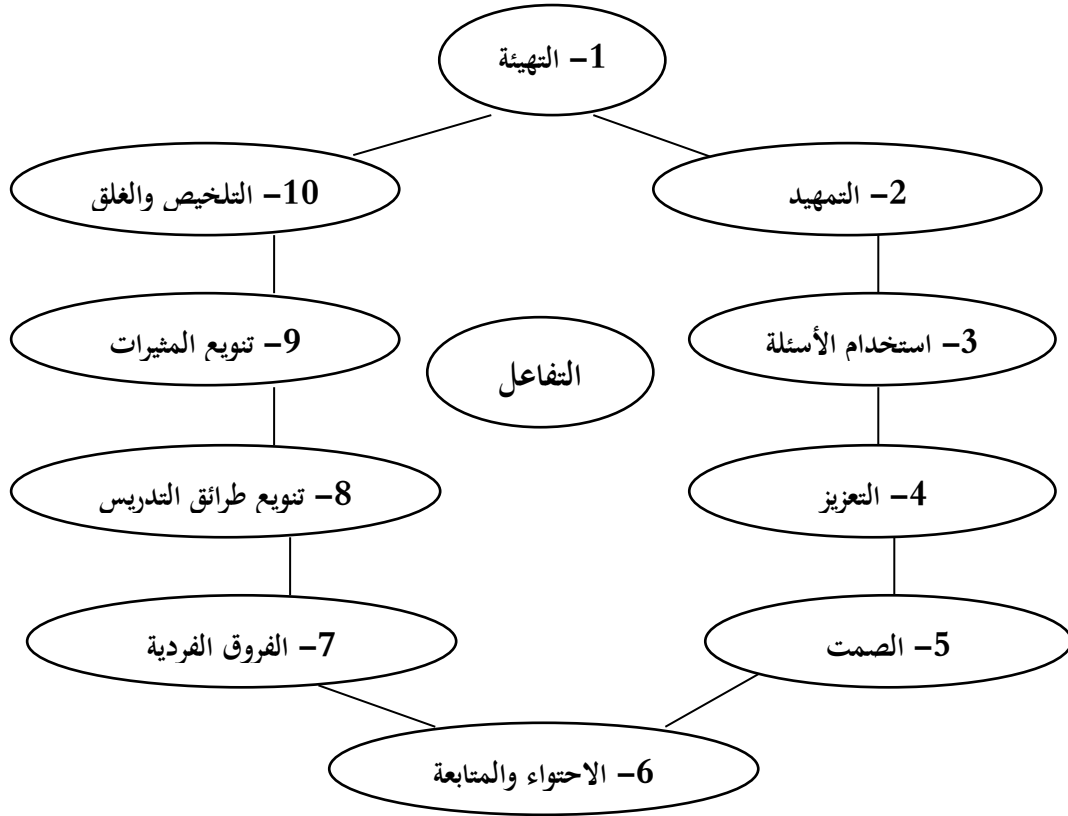 1- التهيئة
2- التمهيد
10- التلخيص والغلق
3- استخدام الأسئلة
9- تنويع المثيرات
التفاعل
4- التعزيز
8- تنويع طرائق التدريس
5- الصمت
7- الفروق الفردية
6- الاحتواء والمتابعة